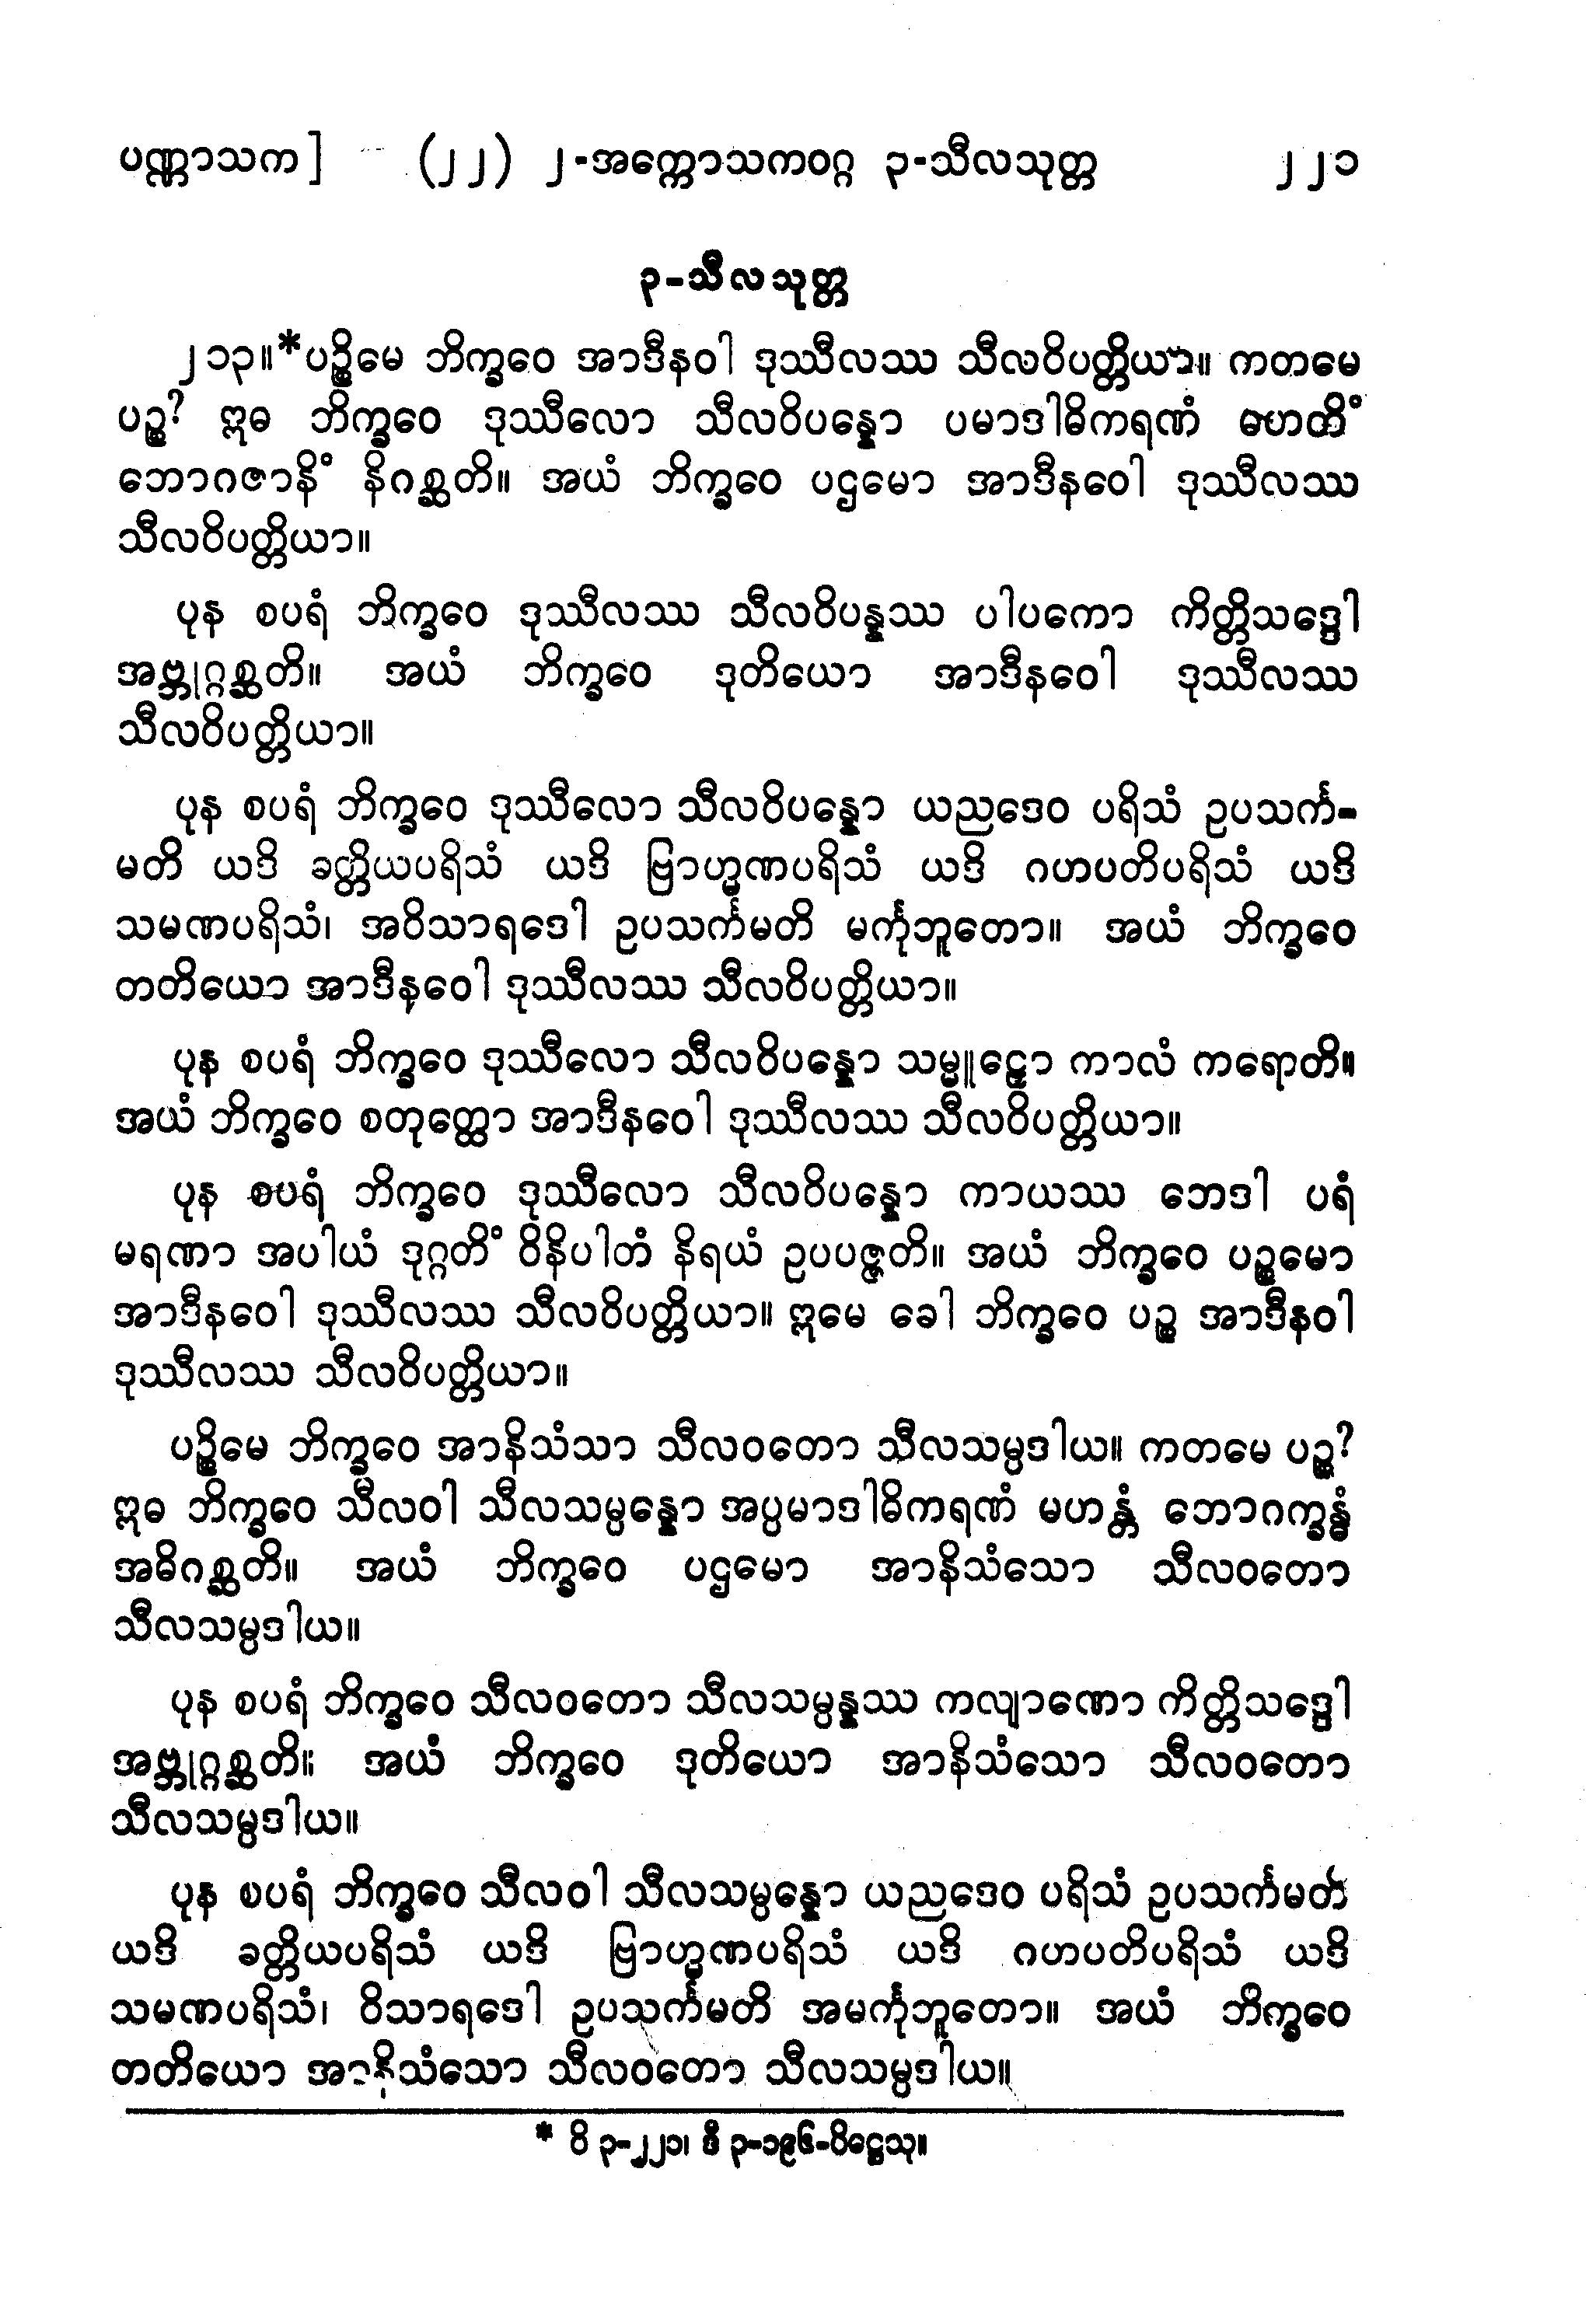 ပဏ္ဏာသက] (၂၂) ၂-အက္ကောသကဝဂ္ဂ ၃-သီလသုတ္တ ၂၂၁
၃-သီလသုတ္တ
၂၁၃။*ပဉ္စိမေ ဘိက္ခဝေ အာဒီနဝါ ဒုဿီလဿ သီလဝိပတ္တိယာ။ ကတမေ
ပဉ္စ? ဣဓ ဘိက္ခဝေ ဒုဿီလော သီလဝိပန္နော ပမာဒါဓိကရဏံ မဟတိံ
ဘောဂဇာနိံ နိဂစ္ဆတိ။ အယံ ဘိက္ခဝေ ပဌမော အာဒီနဝေါ ဒုဿီလဿ
သီလဝိပတ္တိယာ။
ပုန စပရံ ဘိက္ခဝေ ဒုဿီလဿ သီလဝိပန္နဿ ပါပကော ကိတ္တိသဒ္ဒေါ
အဗ္ဘုဂ္ဂစ္ဆတိ။ အယံ ဘိက္ခဝေ ဒုတိယော အာဒီနဝေါ ဒုဿီလဿ
သီလဝိပတ္တိယာ။
ပုန စပရံ ဘိက္ခဝေ ဒုဿီလော သီလဝိပန္နော ယညဒေဝ ပရိသံ ဥပသင်္က-
မတိ ယဒိ ခတ္တိယပရိသံ ယဒိ ဗြာဟ္မဏပရိသံ ယဒိ ဂဟပတိပရိသံ ယဒိ
သမဏပရိသံ၊ အဝိသာရဒေါ ဥပသင်္ကမတိ မင်္ကုဘူတော။ အယံ ဘိက္ခဝေ
တတိယော အာဒီနဝေါ ဒုဿီလဿ သီလဝိပတ္တိယာ။
ပုန စပရံ ဘိက္ခဝေ ဒုဿီလော သီလဝိပန္နော သမ္မူဠှော ကာလံ ကရောတိ။
အယံ ဘိက္ခဝေ စတုတ္ထော အာဒီနဝေါ ဒုဿီလဿ သီလဝိပတ္တိယာ။
ပုန စပရံ ဘိက္ခဝေ ဒုဿီလော သီလဝိပန္နော ကာယဿ ဘေဒါ ပရံ
မရဏာ အပါယံ ဒုဂ္ဂတိံ ဝိနိပါတံ နိရယံ ဥပပဇ္ဇတိ။ အယံ ဘိက္ခဝေ ပဉ္စမော
အာဒီနဝေါ ဒုဿီလဿ သီလဝိပတ္တိယာ။ ဣမေ ခေါ ဘိက္ခဝေ ပဉ္စ အာဒီနဝါ
ဒုဿီလဿ သီလဝိပတ္တိယာ။
ပဉ္စိမေ ဘိက္ခဝေ အာနိသံသာ သီလဝတော သီလသမ္ပဒါယ။ ကတမေ ပဉ္စ?
ဣဓ ဘိက္ခဝေ သီလဝါ သီလသမ္ပန္နော အပ္ပမာဒါဓိကရဏံ မဟန္တံ ဘောဂက္ခန္ဓံ
အဓိဂစ္ဆတိ။ အယံ ဘိက္ခဝေ ပဌမော အာနိသံသော သီလဝတော
သီလသမ္ပဒါယ။
ပုန စပရံ ဘိက္ခဝေ သီလဝတော သီလသမ္ပန္နဿ ကလျာဏော ကိတ္တိသဒ္ဒေါ
အဗ္ဘုဂ္ဂစ္ဆတိ။ အယံ ဘိက္ခဝေ ဒုတိယော အာနိသံသော သီလဝတော
သီလသမ္ပဒါယ။
ပုန စပရံ ဘိက္ခဝေ သီလဝါ သီလသမ္ပန္နော ယညဒေဝ ပရိသံ ဥပသင်္ကမတိ
ယဒိ ခတ္တိယပရိသံ ယဒိ ဗြာဟ္မဏပရိသံ ယဒိ ဂဟပတိပရိသံ ယဒိ
သမဏပရိသံ၊ ဝိသာရဒေါ ဥပသင်္ကမတိ အမင်္ကုဘူတော။ အယံ ဘိက္ခဝေ
တတိယော အာနိသံသော သီလဝတော သီလသမ္ပဒါယ။
* ဝိ ၃-၂၂၁၊ ဒီ ၃-၁၉၆-ပိဋ္ဌေသု။